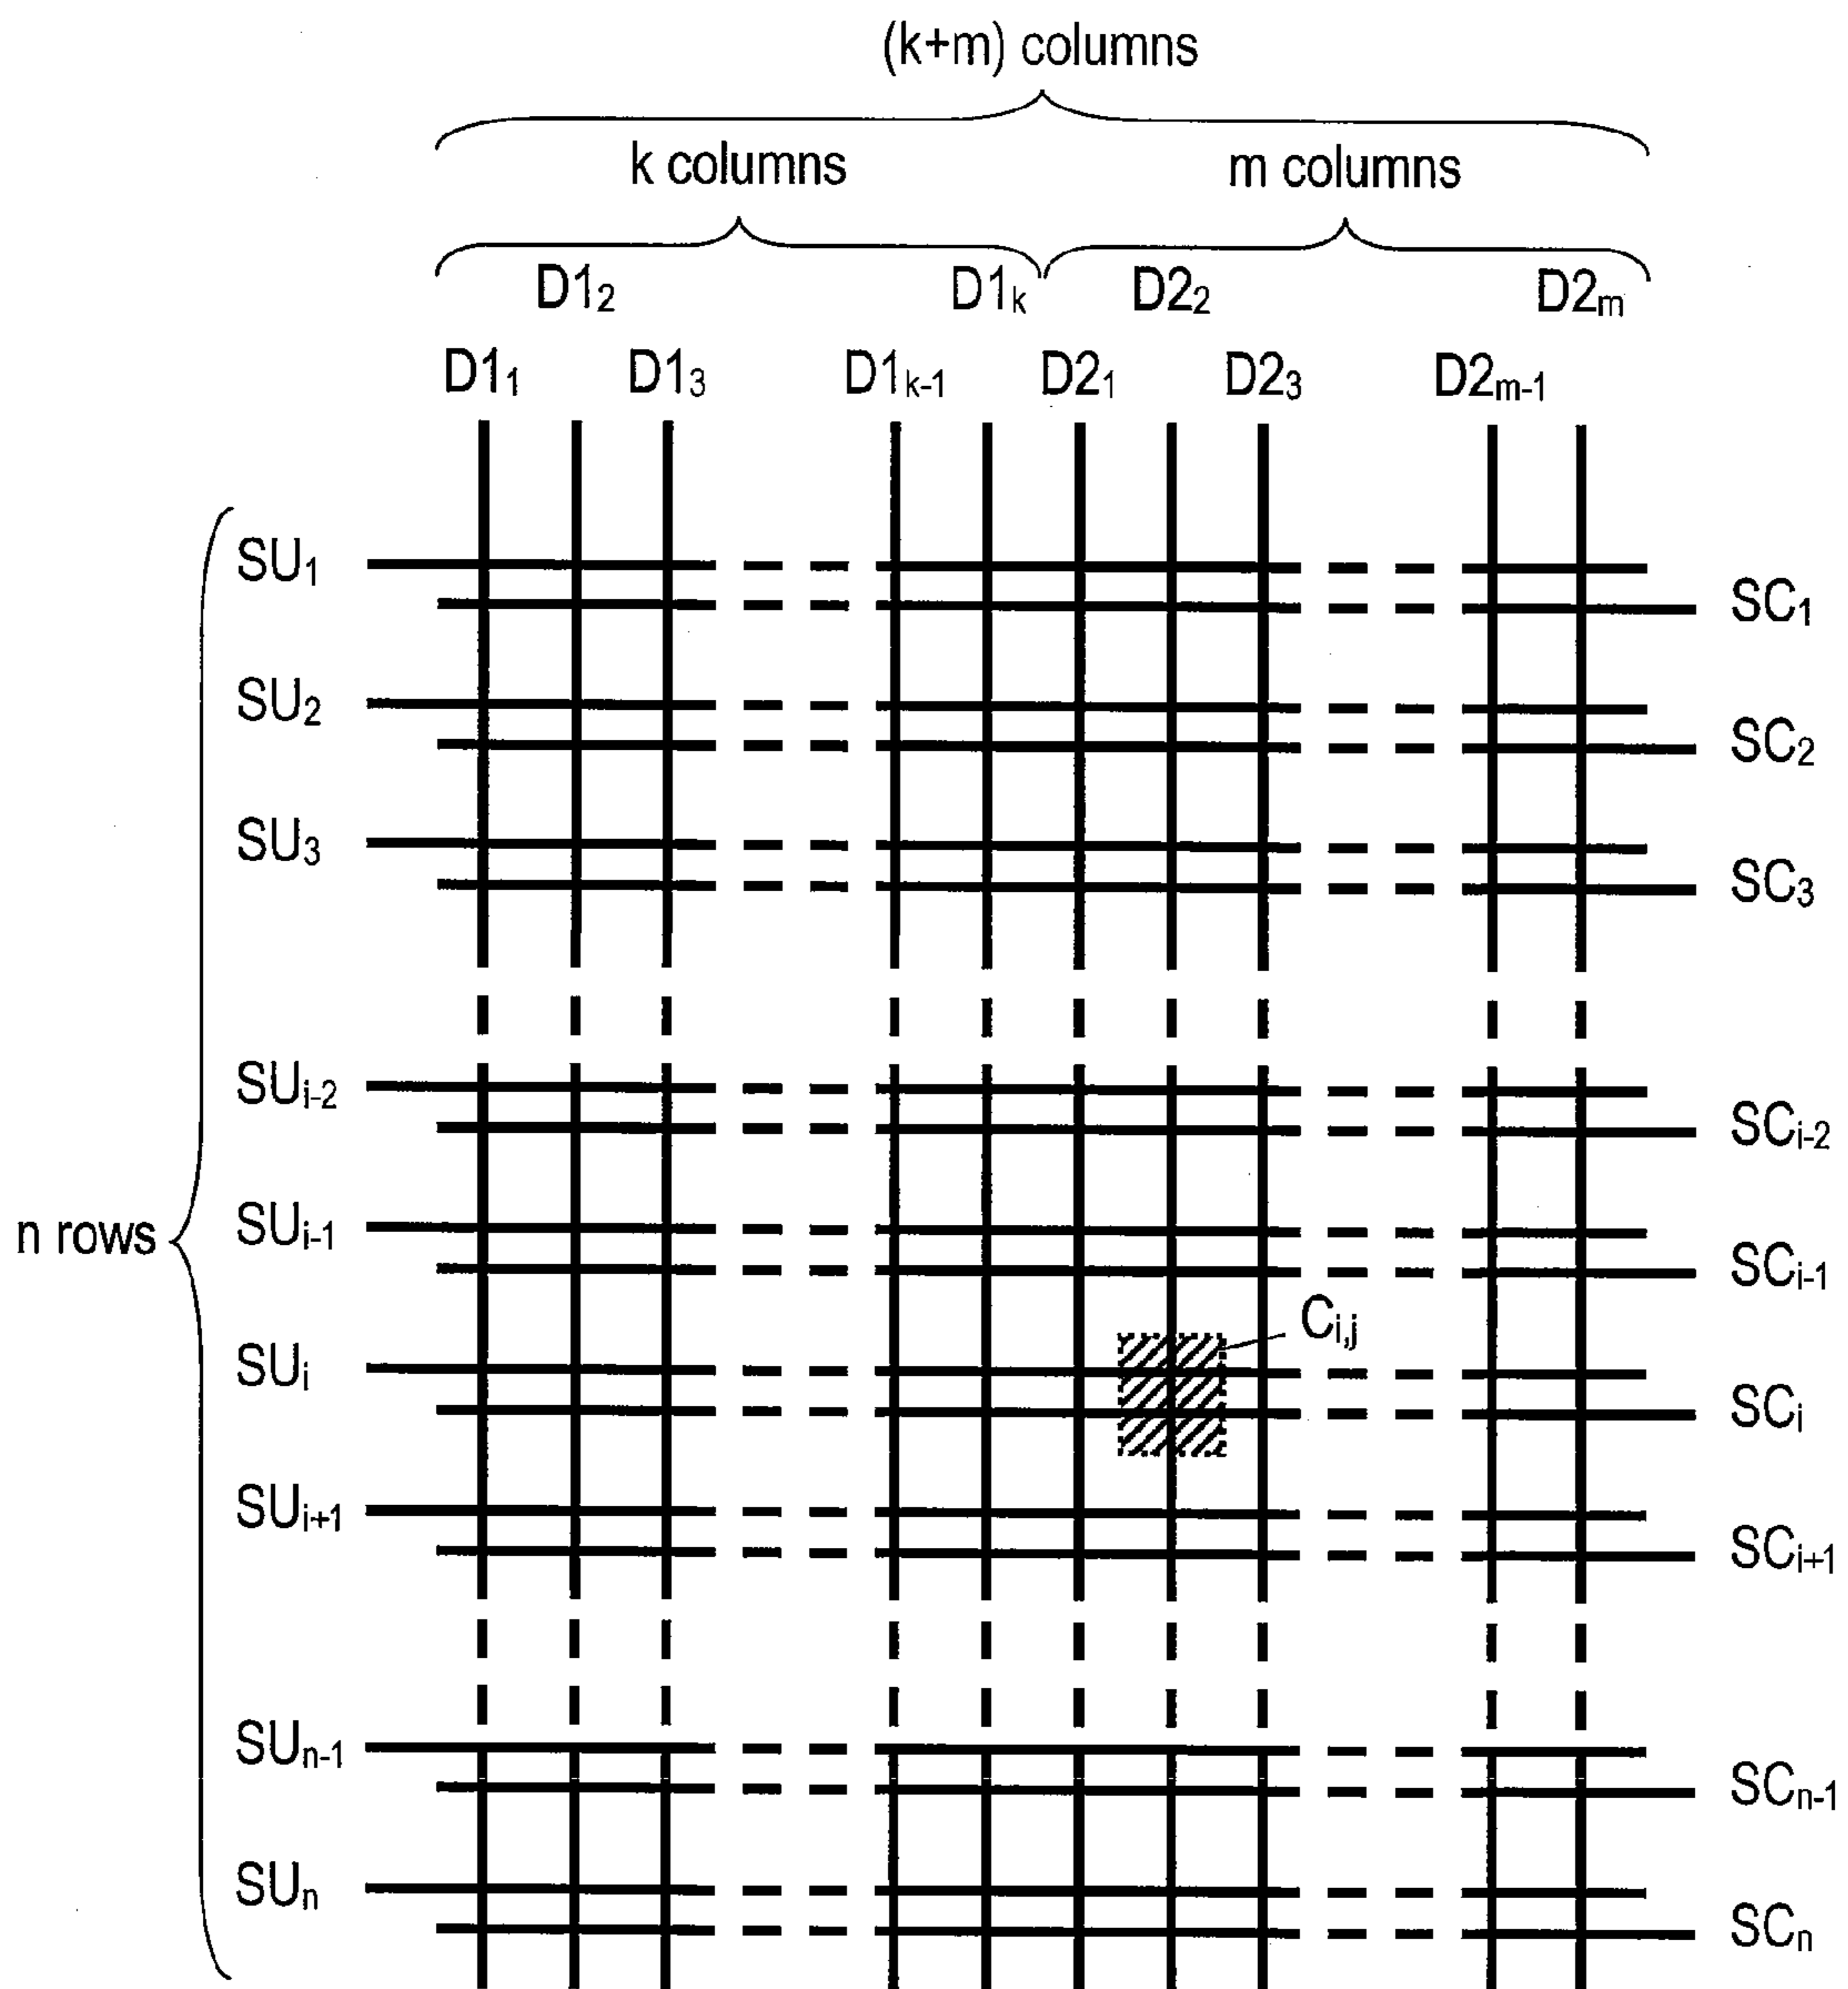 (k+m) columns
k columns
m columns
D1₂ D1ₖ D2₂ D2ₘ
D1₁ D1₃ D1ₖ₋₁ D2₁ D2₃ D2ₘ₋₁
SU₁
SC₁
SU₂
SC₂
SU₃
SC₃
SUᵢ₋₂
SCᵢ₋₂
n rows
SUᵢ₋₁
SCᵢ₋₁
Cᵢ,ⱼ
SUᵢ
SCᵢ
SUᵢ₊₁
SCᵢ₊₁
SUₙ₋₁
SCₙ₋₁
SUₙ
SCₙ